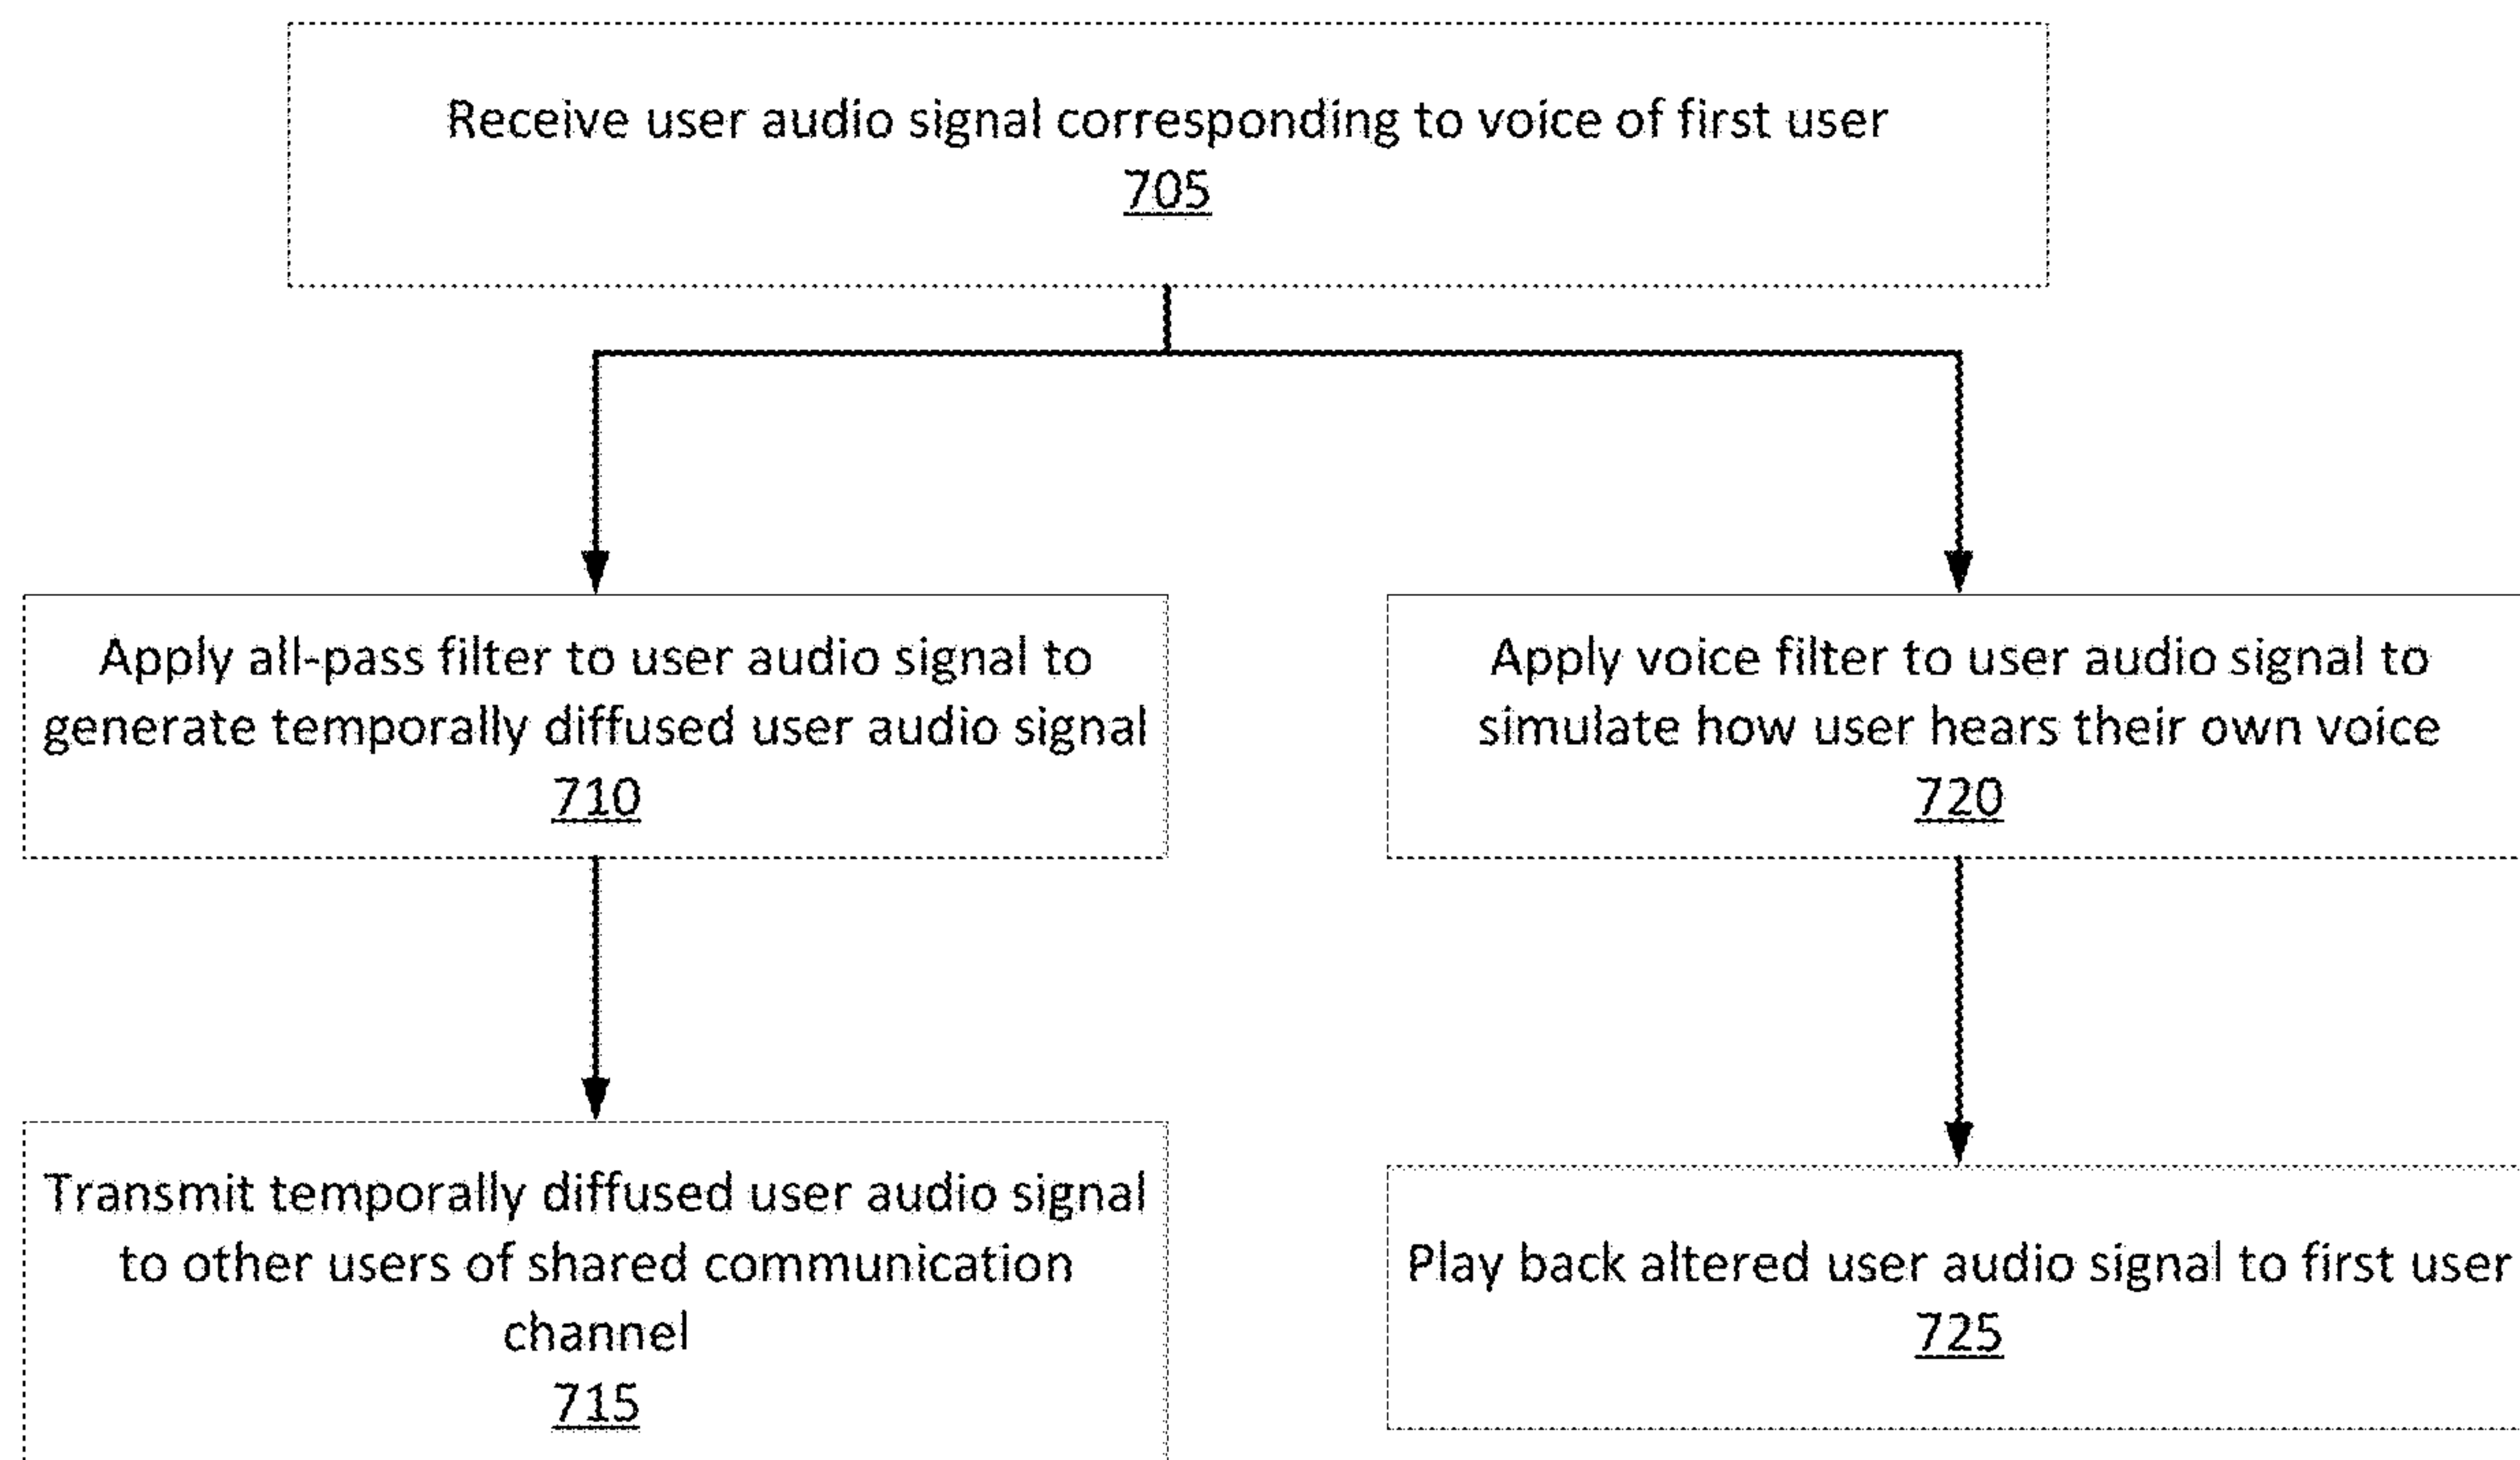 Receive user audio signal corresponding to voice of first user
705
Apply all-pass filter to user audio signal to
generate temporally diffused user audio signal
710
Apply voice filter to user audio signal to
simulate how user hears their own voice
720
Transmit temporally diffused user audio signal
to other users of shared communication
channel
715
Play back altered user audio signal to first user
725